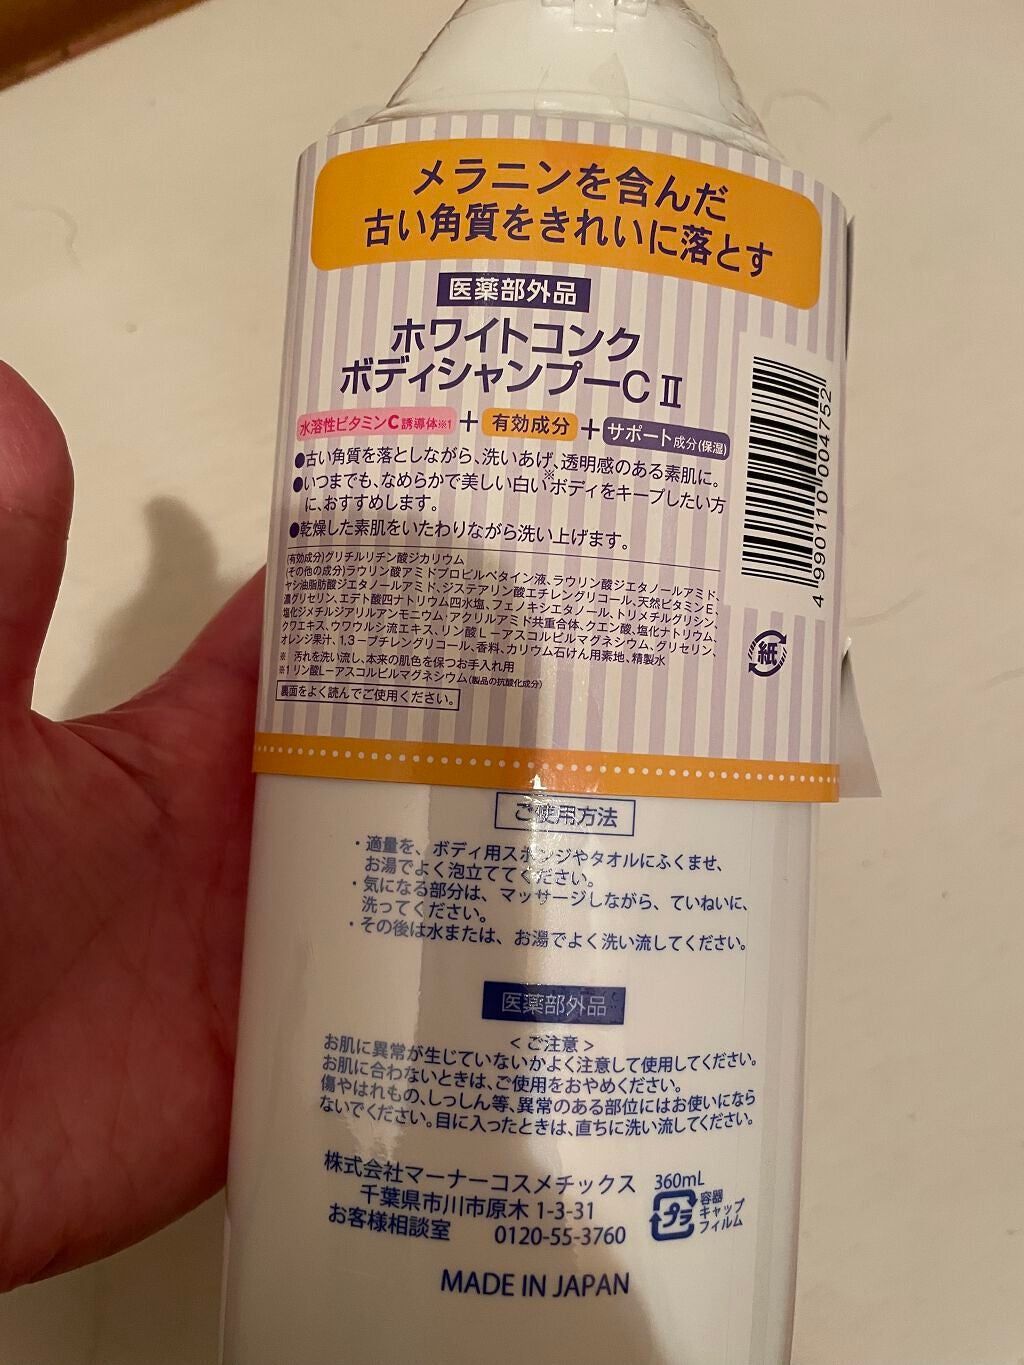 メラニンを含んだ
古い角質をきれいに落とす
医薬部外品
ホワイトコンク
ボディシャンプーCⅡ
水溶性ビタミンC誘導体※1 + 有効成分 + サポート成分(保湿)
●古い角質を落としながら、洗いあげ、透明感のある素肌に。
●いつまでも、なめらかで美しい白い※ボディをキープしたい方
に、おすすめします。
●乾燥した素肌をいたわりながら洗い上げます。
(有効成分)グリチルリチン酸ジカリウム
(その他の成分)ラウリン酸アミドプロピルベタイン液、ラウリン酸ジエタノールアミド、
ヤシ油脂肪酸ジエタノールアミド、ジステアリン酸エチレングリコール、天然ビタミンE、
濃グリセリン、エデト酸四ナトリウム四水塩、フェノキシエタノール、トリメチルグリシン、
塩化ジメチルジアリルアンモニウム・アクリルアミド共重合体、クエン酸、塩化ナトリウム、
クワエキス、ウワウルシ流エキス、リン酸L－アスコルビルマグネシウム、グリセリン、
オレンジ果汁、1,3－ブチレングリコール、香料、カリウム石けん用素地、精製水
※ 汚れを洗い流し、本来の肌色を保つお手入れ用
※1 リン酸L－アスコルビルマグネシウム(製品の抗酸化成分)
裏面をよく読んでご使用ください。
4 990110 004752
紙
ご使用方法
・適量を、ボディ用スポンジやタオルにふくませ、
お湯でよく泡立ててください。
・気になる部分は、マッサージしながら、ていねいに、
洗ってください。
・その後は水または、お湯でよく洗い流してください。
医薬部外品
＜ご注意＞
お肌に異常が生じていないかよく注意して使用してください。
お肌に合わないときは、ご使用をおやめください。
傷やはれもの、しっしん等、異常のある部位にはお使いになら
ないでください。目に入ったときは、直ちに洗い流してください。
株式会社マーナーコスメチックス
千葉県市川市原木 1-3-31
お客様相談室 0120-55-3760
360mL
プラ
容器
キャップ
フィルム
MADE IN JAPAN